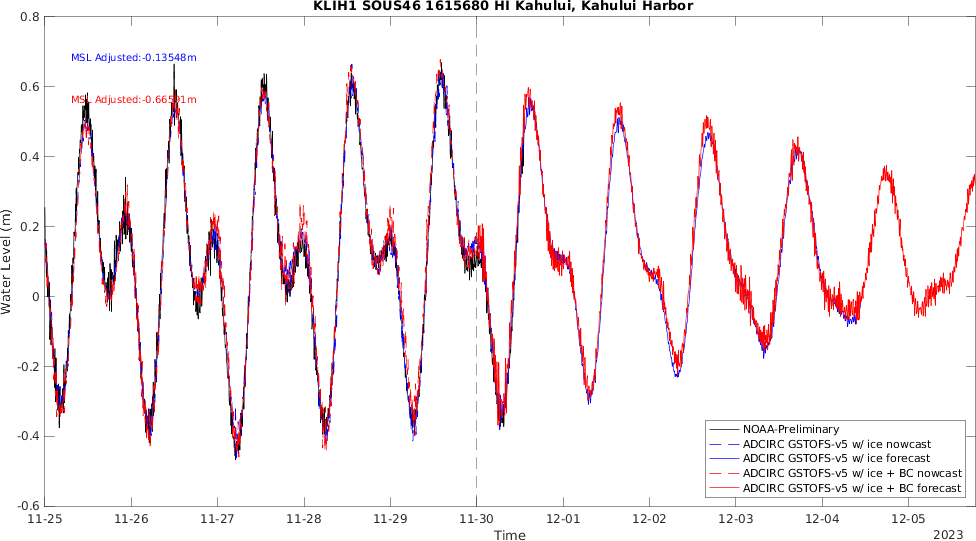 KLIH1 SOUS46 1615680 HI Kahului, Kahului Harbor
0.8
0.6
0.4
0.2
0
-0.2
-0.4
-0.6
Water Level (m)
MSL Adjusted:-0.13548m
MSL Adjusted:-0.66591m
NOAA-Preliminary
ADCIRC GSTOFS-v5 w/ ice nowcast
ADCIRC GSTOFS-v5 w/ ice forecast
ADCIRC GSTOFS-v5 w/ ice + BC nowcast
ADCIRC GSTOFS-v5 w/ ice + BC forecast
11-25 11-26 11-27 11-28 11-29 11-30 12-01 12-02 12-03 12-04 12-05
Time
2023